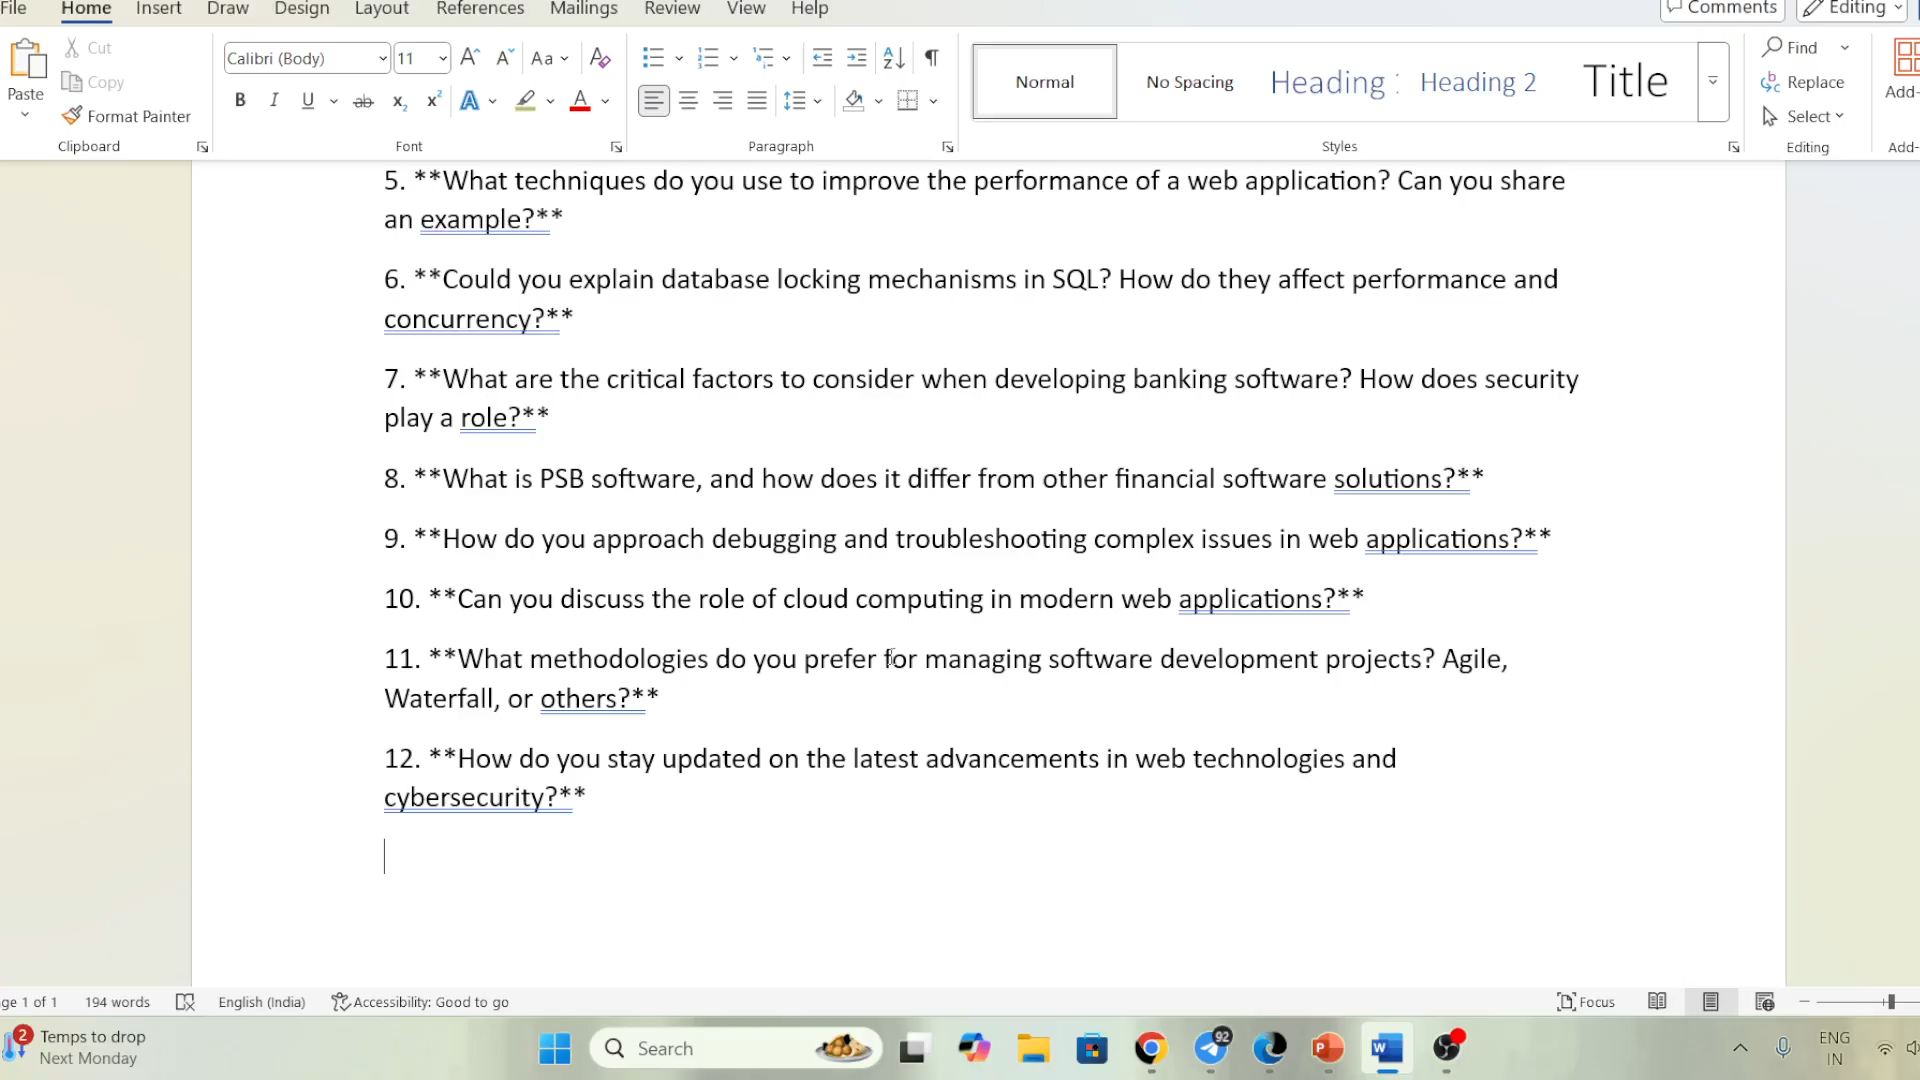 File Home Insert Draw Design Layout References Mailings Review View Help Comments Editing
Cut
Copy
Paste
Format Painter
Clipboard
Calibri (Body) 11
Font
Paragraph
Normal No Spacing Heading Heading 2 Title
Styles
Find
Replace
Select
Editing
Add-
Add-
5. **What techniques do you use to improve the performance of a web application? Can you share
an example?**
6. **Could you explain database locking mechanisms in SQL? How do they affect performance and
concurrency?**
7. **What are the critical factors to consider when developing banking software? How does security
play a role?**
8. **What is PSB software, and how does it differ from other financial software solutions?**
9. **How do you approach debugging and troubleshooting complex issues in web applications?**
10. **Can you discuss the role of cloud computing in modern web applications?**
11. **What methodologies do you prefer for managing software development projects? Agile,
Waterfall, or others?**
12. **How do you stay updated on the latest advancements in web technologies and
cybersecurity?**
ge 1 of 1 194 words English (India) Accessibility: Good to go Focus
2 Temps to drop
Next Monday
Search
92
ENG
IN